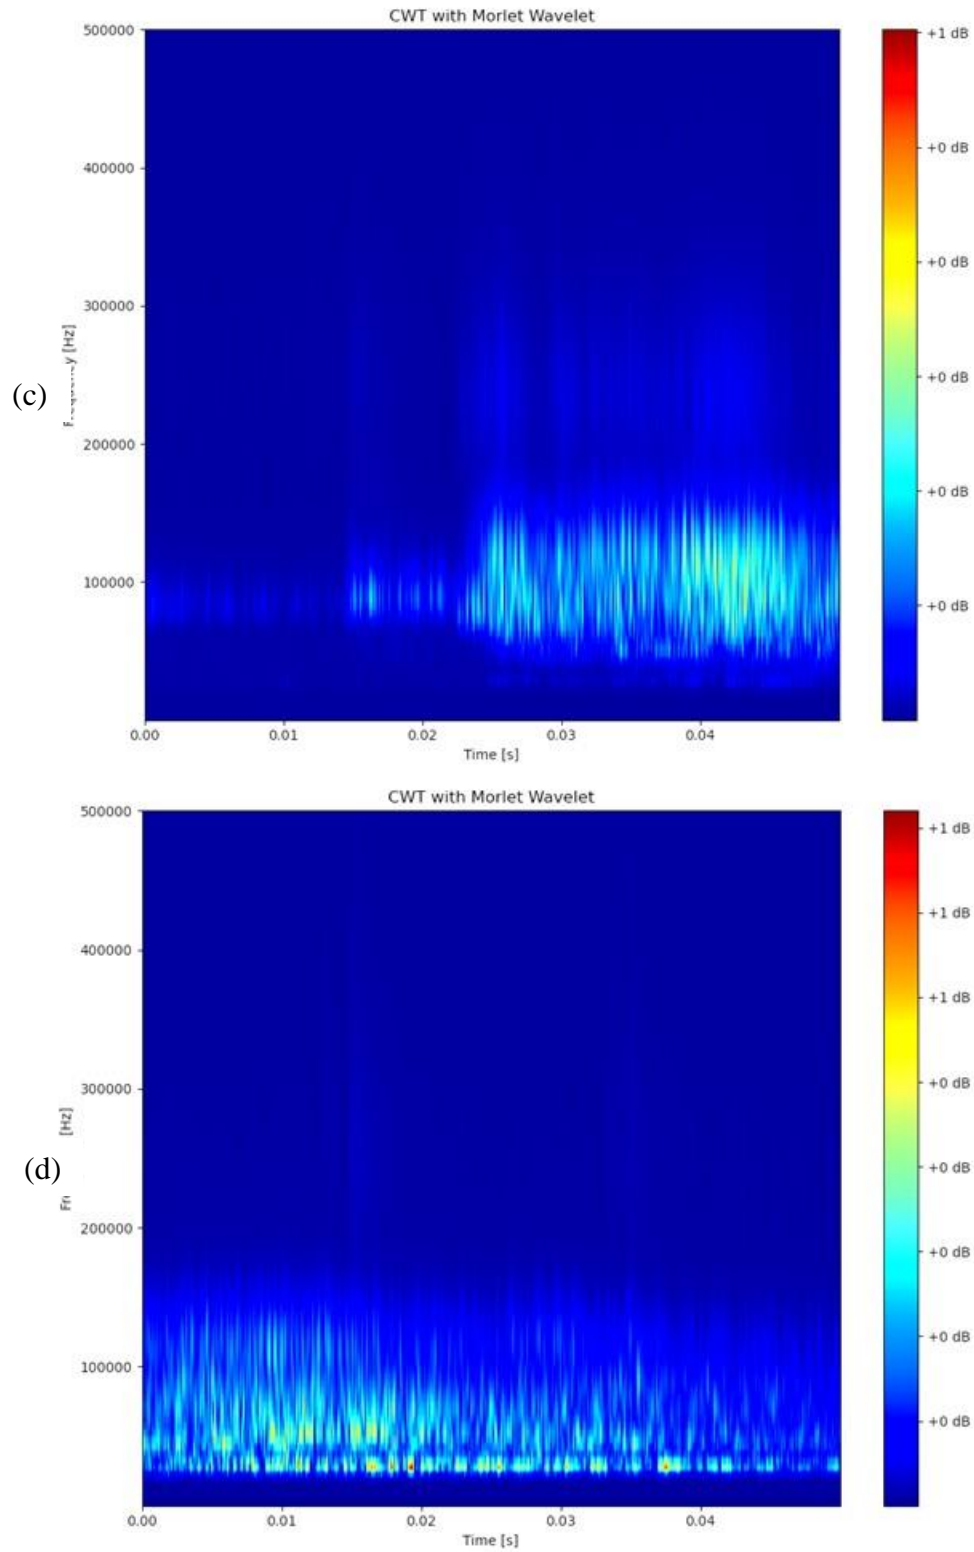 CWT with Morlet Wavelet
500000
400000
300000
200000
100000
[Hz]
(c)
0.00 0.01 0.02 0.03 0.04
Time [s]
+1 dB
+0 dB
+0 dB
+0 dB
+0 dB
+0 dB
CWT with Morlet Wavelet
500000
400000
300000
200000
100000
[Hz]
(d)
0.00 0.01 0.02 0.03 0.04
Time [s]
+1 dB
+1 dB
+1 dB
+0 dB
+0 dB
+0 dB
+0 dB
+0 dB